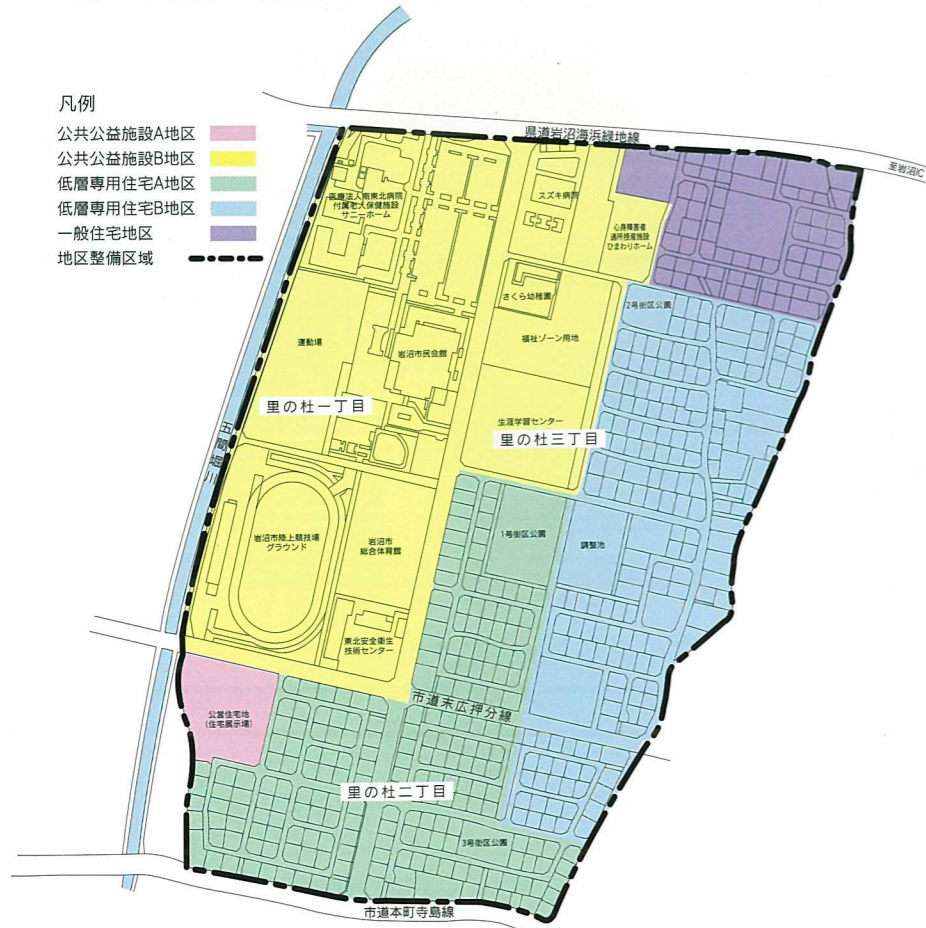 凡例
公共公益施設A地区
公共公益施設B地区
低層専用住宅A地区
低層専用住宅B地区
一般住宅地区
地区整備区域
県道岩沼海浜緑地線
至岩沼IC
医療法人南東北病院
付属老人保健施設
サニーホーム
スズキ病院
心身障害者
通所授産施設
ひまわりホーム
さくら幼稚園
2号街区公園
運動場
岩沼市民会館
福祉ゾーン用地
里の杜一丁目
生涯学習センター
里の杜三丁目
五間堀川
岩沼市陸上競技場
グラウンド
岩沼市
総合体育館
1号街区公園
調整池
東北安全衛生
技術センター
市道末広押分線
公営住宅地
(住宅展示場)
里の杜二丁目
3号街区公園
市道本町寺島線